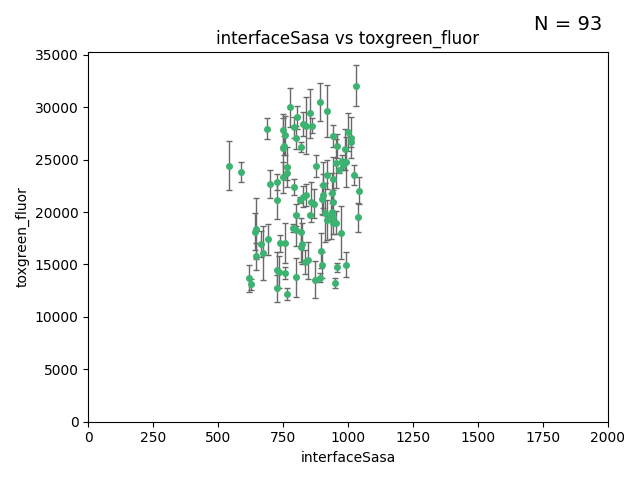 N = 93
interfaceSasa vs toxgreen_fluor
toxgreen_fluor
35000
30000
25000
20000
15000
10000
5000
0
0 250 500 750 1000 1250 1500 1750 2000
interfaceSasa